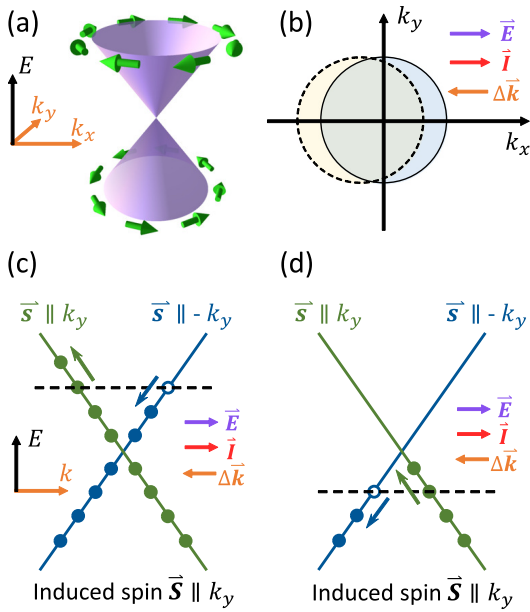 (a)
E
k_y
k_x
(b)
k_y
E⃗
I⃗
Δk⃗
k_x
(c)
s⃗ ∥ k_y
s⃗ ∥ - k_y
E⃗
I⃗
Δk⃗
E
k
Induced spin S⃗ ∥ k_y
(d)
s⃗ ∥ k_y
s⃗ ∥ - k_y
E⃗
I⃗
Δk⃗
Induced spin S⃗ ∥ k_y